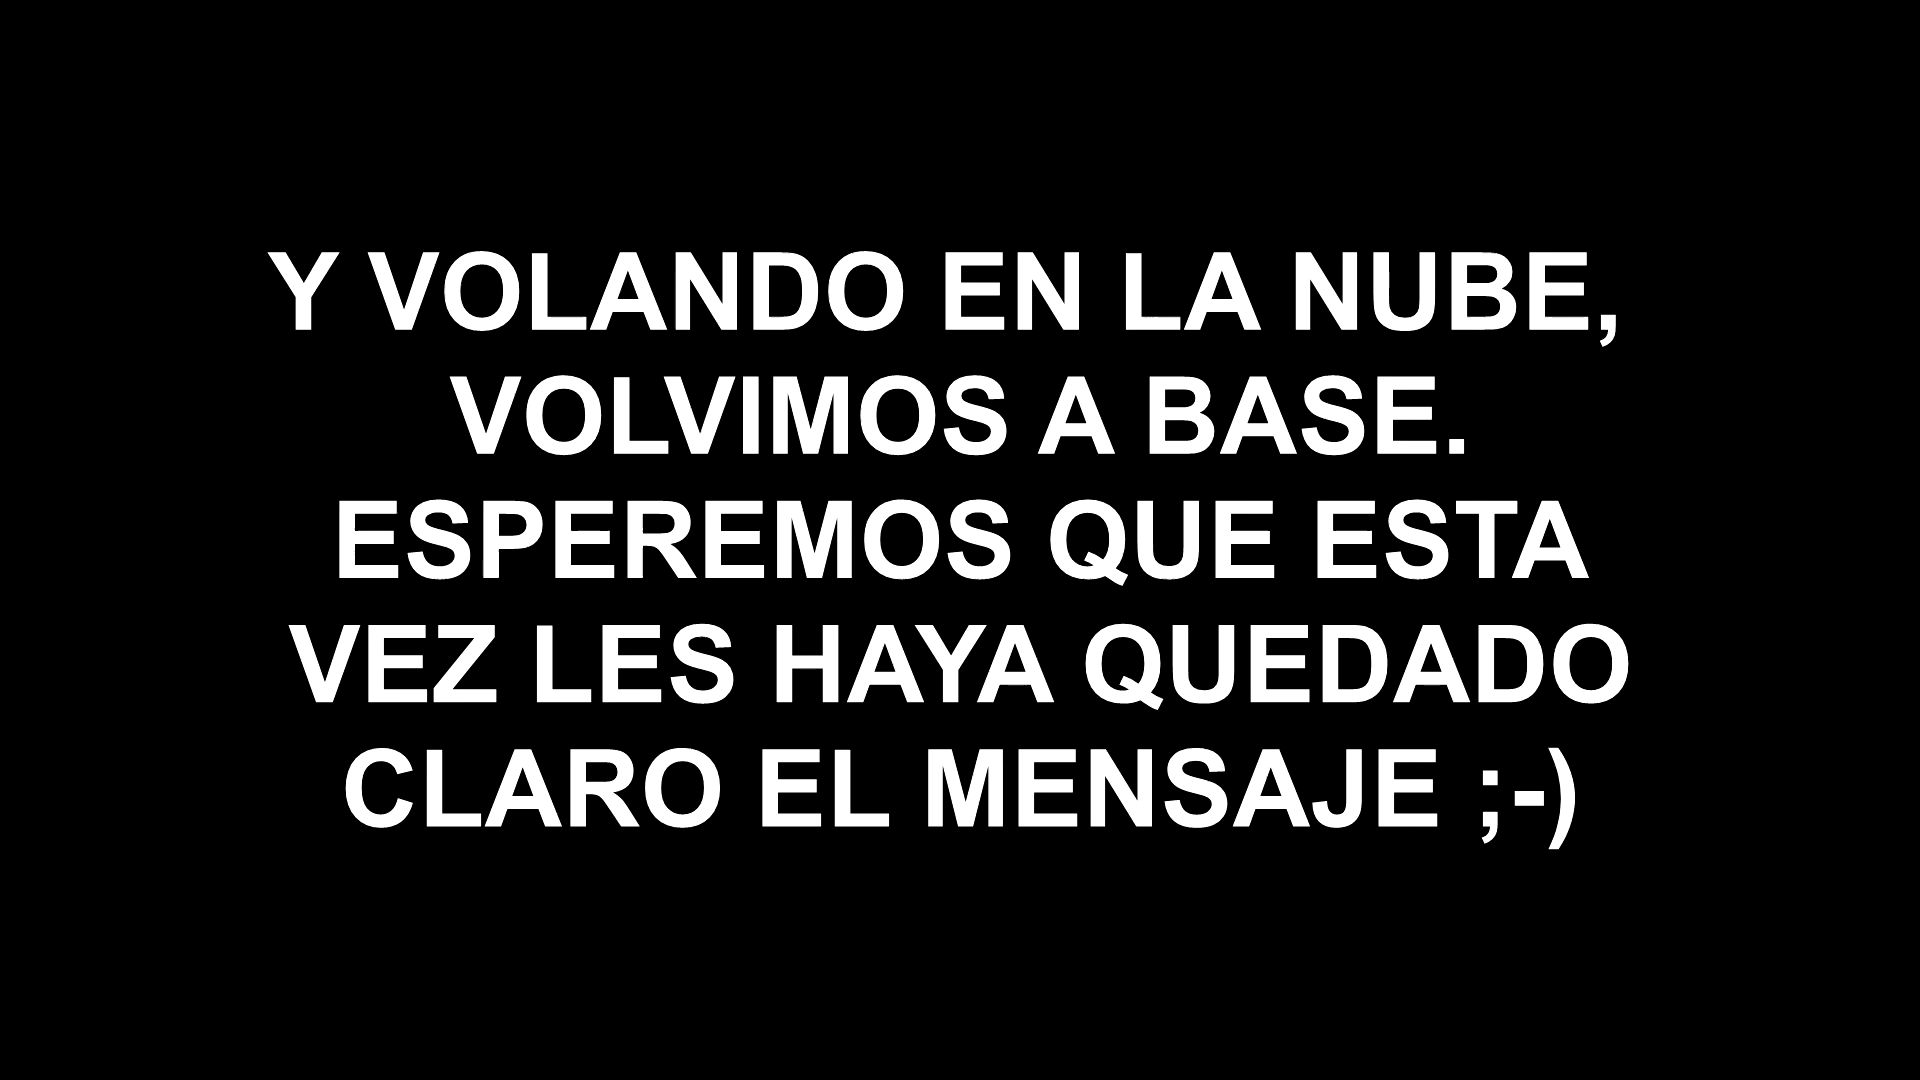 Y VOLANDO EN LA NUBE,
VOLVIMOS A BASE.
ESPEREMOS QUE ESTA
VEZ LES HAYA QUEDADO
CLARO EL MENSAJE ;-)